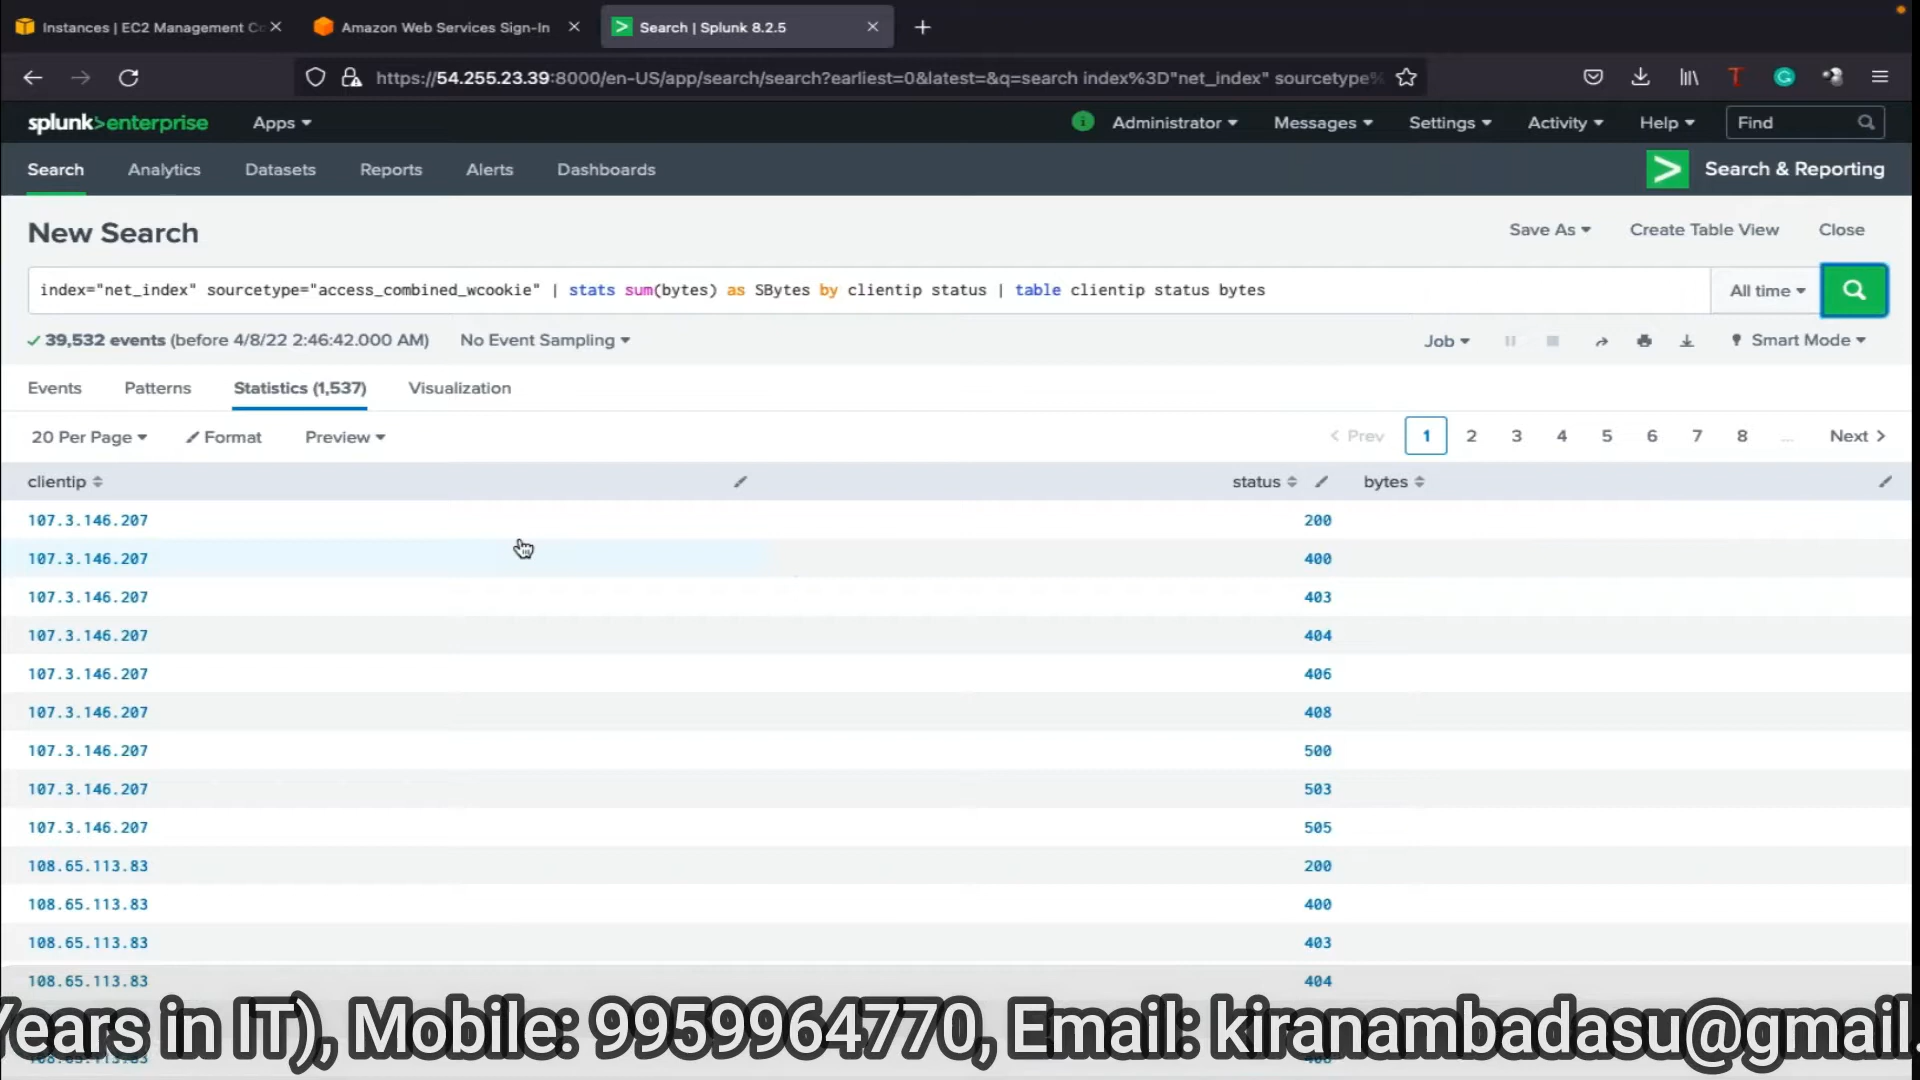 Instances | EC2 Management Co
Amazon Web Services Sign-In
Search | Splunk 8.2.5
https://54.255.23.39:8000/en-US/app/search/search?earliest=0&latest=&q=search index%3D"net_index" sourcetype%
splunk>enterprise
Apps
Administrator
Messages
Settings
Activity
Help
Find
Search
Analytics
Datasets
Reports
Alerts
Dashboards
Search & Reporting
New Search
Save As
Create Table View
Close
index="net_index" sourcetype="access_combined_wcookie" | stats sum(bytes) as SBytes by clientip status | table clientip status bytes
All time
39,532 events (before 4/8/22 2:46:42.000 AM)
No Event Sampling
Job
Smart Mode
Events
Patterns
Statistics (1,537)
Visualization
20 Per Page
Format
Preview
< Prev 1 2 3 4 5 6 7 8 ... Next >
clientip status bytes
107.3.146.207 200
107.3.146.207 400
107.3.146.207 403
107.3.146.207 404
107.3.146.207 406
107.3.146.207 408
107.3.146.207 500
107.3.146.207 503
107.3.146.207 505
108.65.113.83 200
108.65.113.83 400
108.65.113.83 403
108.65.113.83 404
Years in IT), Mobile: 9959964770, Email: kiranambadasu@gmail.